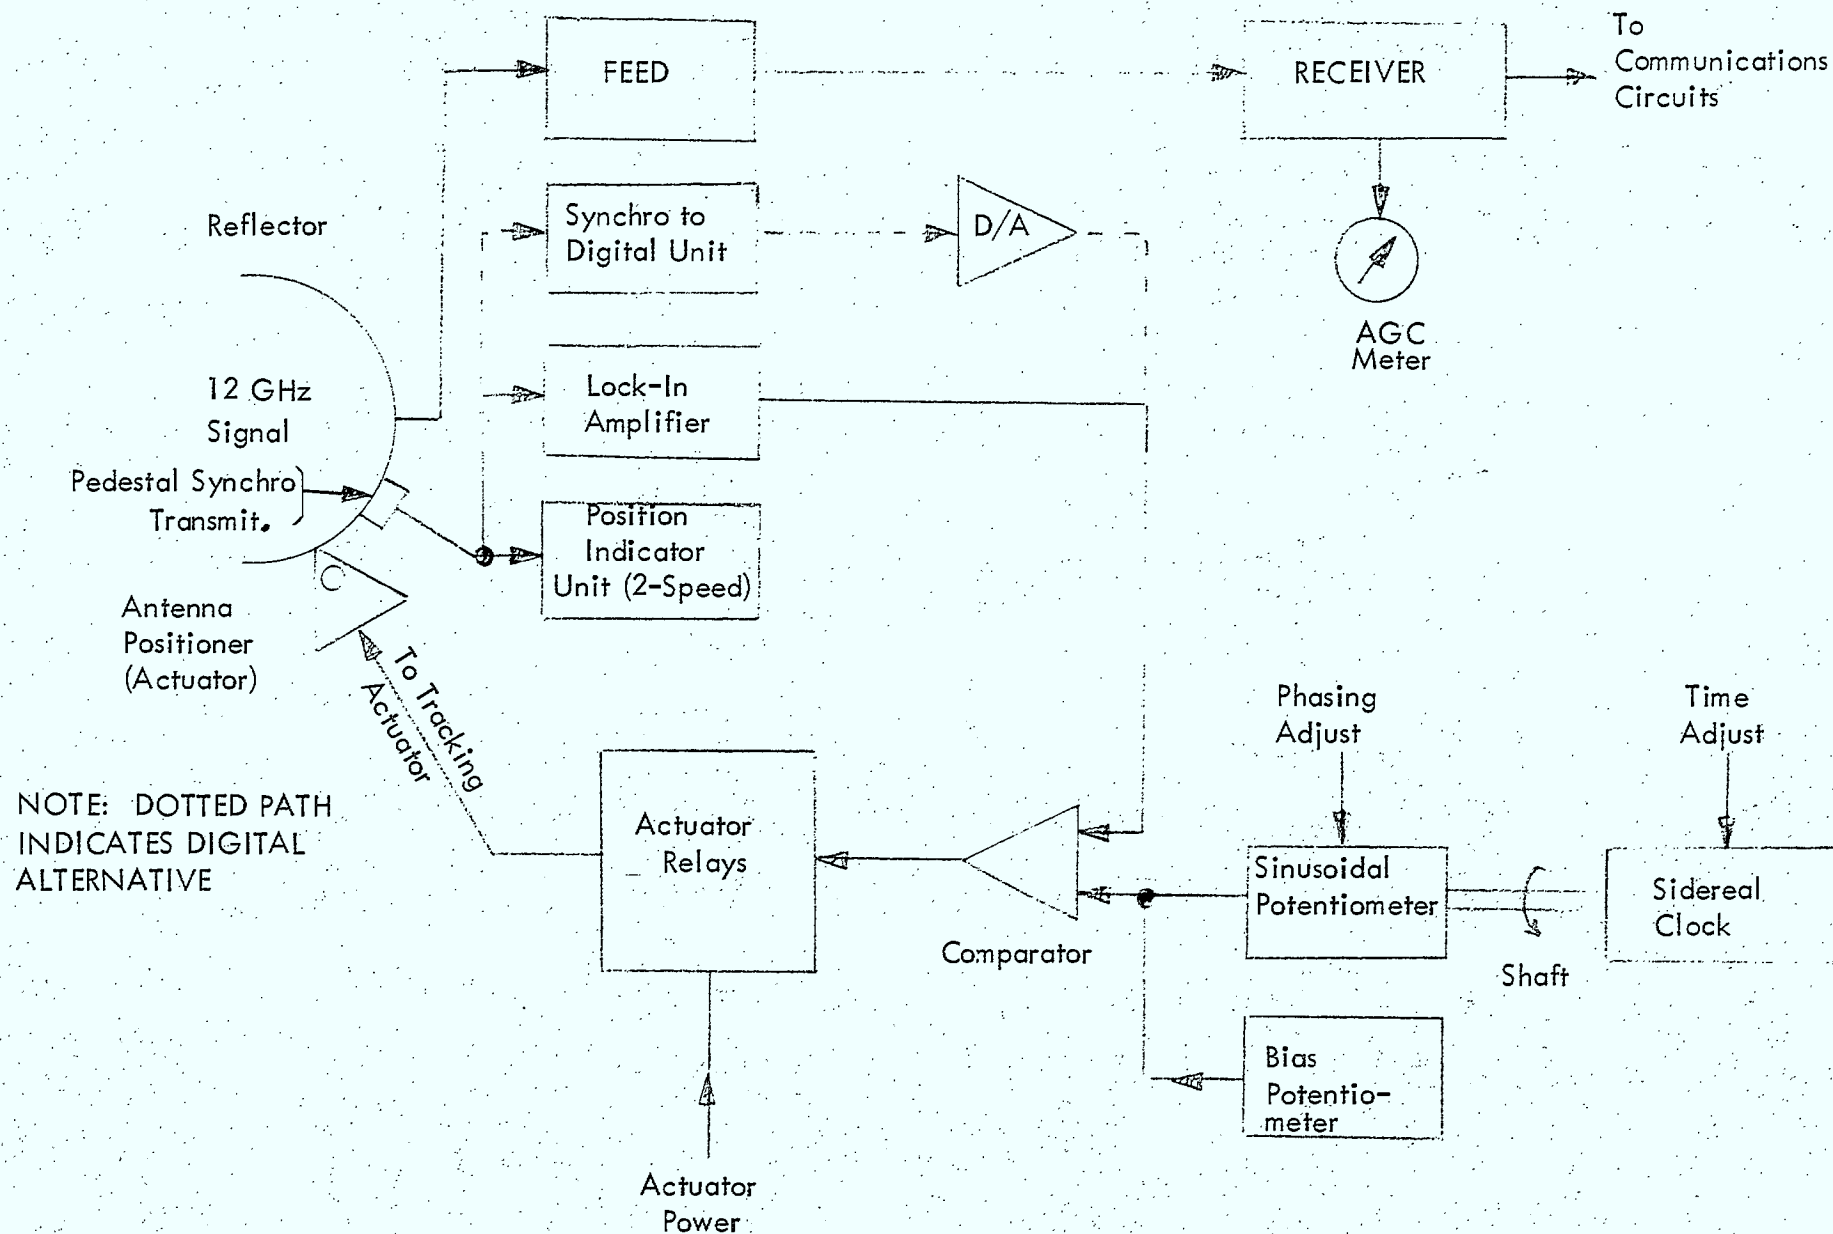 To
Communications
Circuits
FEED
RECEIVER
Reflector
Synchro to
Digital Unit
D/A
AGC
Meter
12 GHz
Signal
Lock-In
Amplifier
Pedestal Synchro
Transmit.
Position
Indicator
Unit (2-Speed)
C
Antenna
Positioner
(Actuator)
To Tracking
Actuator
Phasing
Adjust
Time
Adjust
NOTE: DOTTED PATH
INDICATES DIGITAL
ALTERNATIVE
Actuator
Relays
Comparator
Sinusoidal
Potentiometer
Shaft
Sidereal
Clock
Bias
Potentio-
meter
Actuator
Power